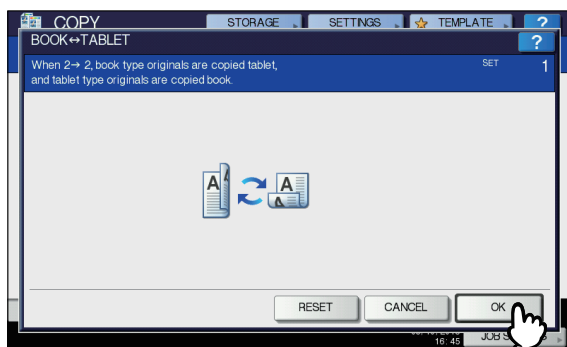 COPY STORAGE SETTINGS TEMPLATE ?
BOOK↔TABLET ?
When 2→ 2, book type originals are copied tablet,
and tablet type originals are copied book.
SET 1
A A
RESET CANCEL OK
16:45 JOB S